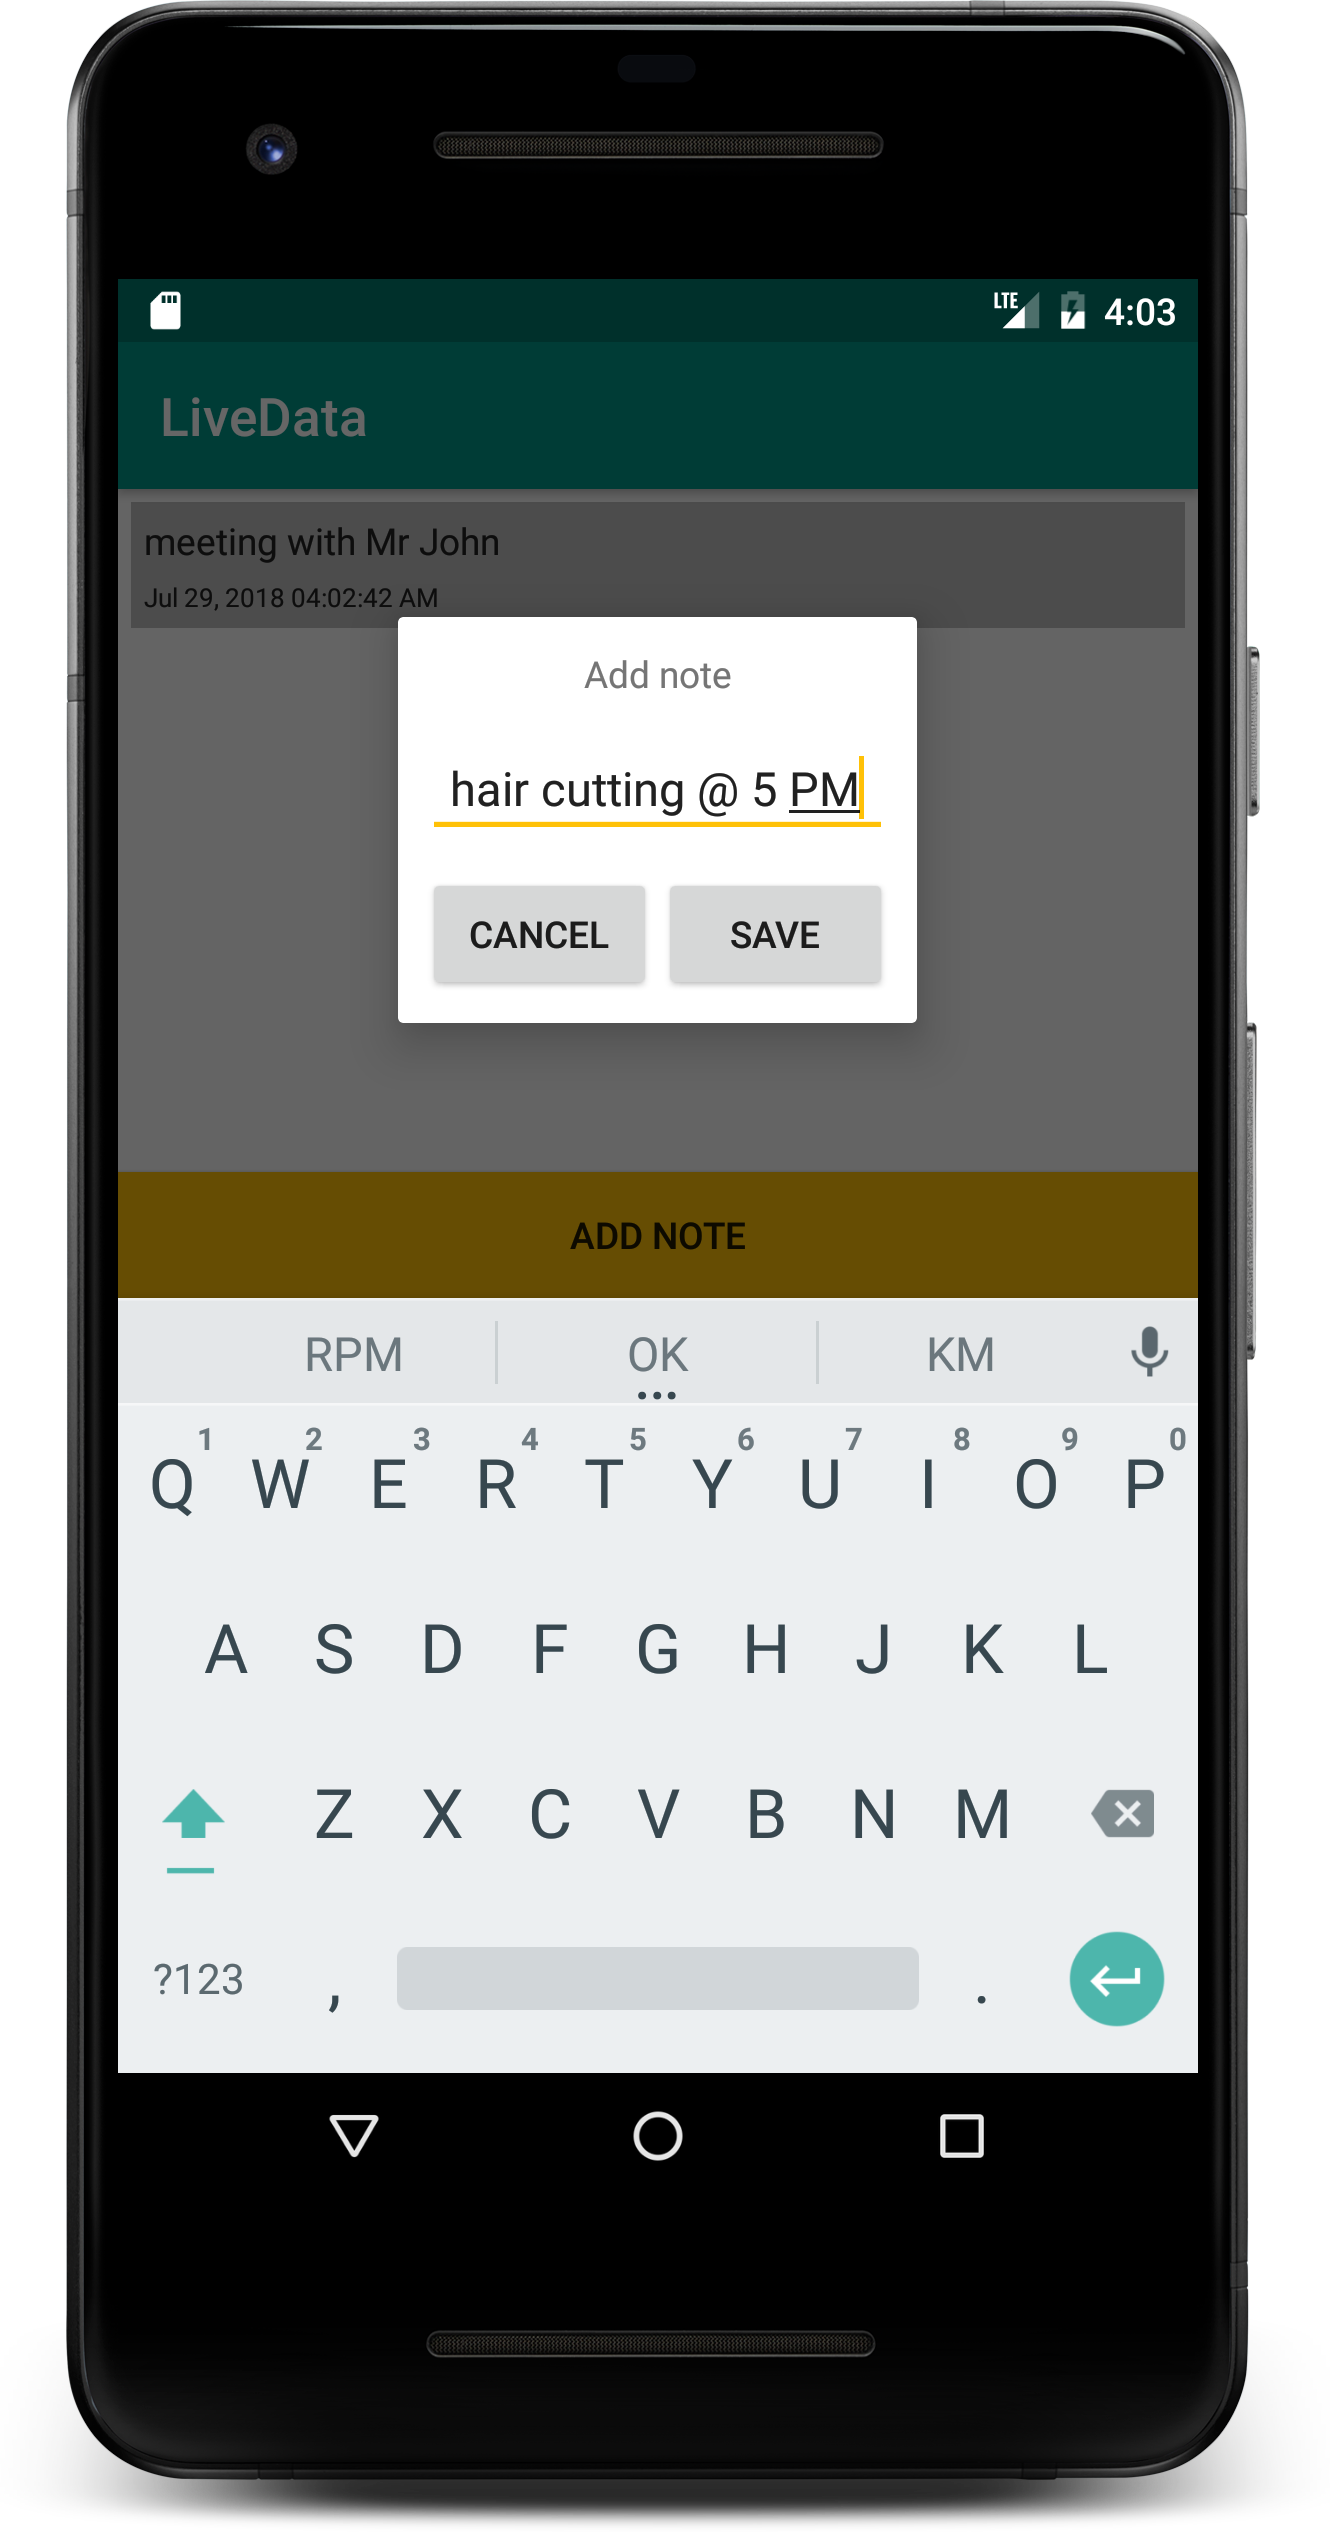 LTE 4:03
LiveData
meeting with Mr John
Jul 29, 2018 04:02:42 AM
Add note
hair cutting @ 5 PM
CANCEL SAVE
ADD NOTE
RPM OK KM
1 2 3 4 5 6 7 8 9 0
Q W E R T Y U I O P
A S D F G H J K L
Z X C V B N M
?123 , .